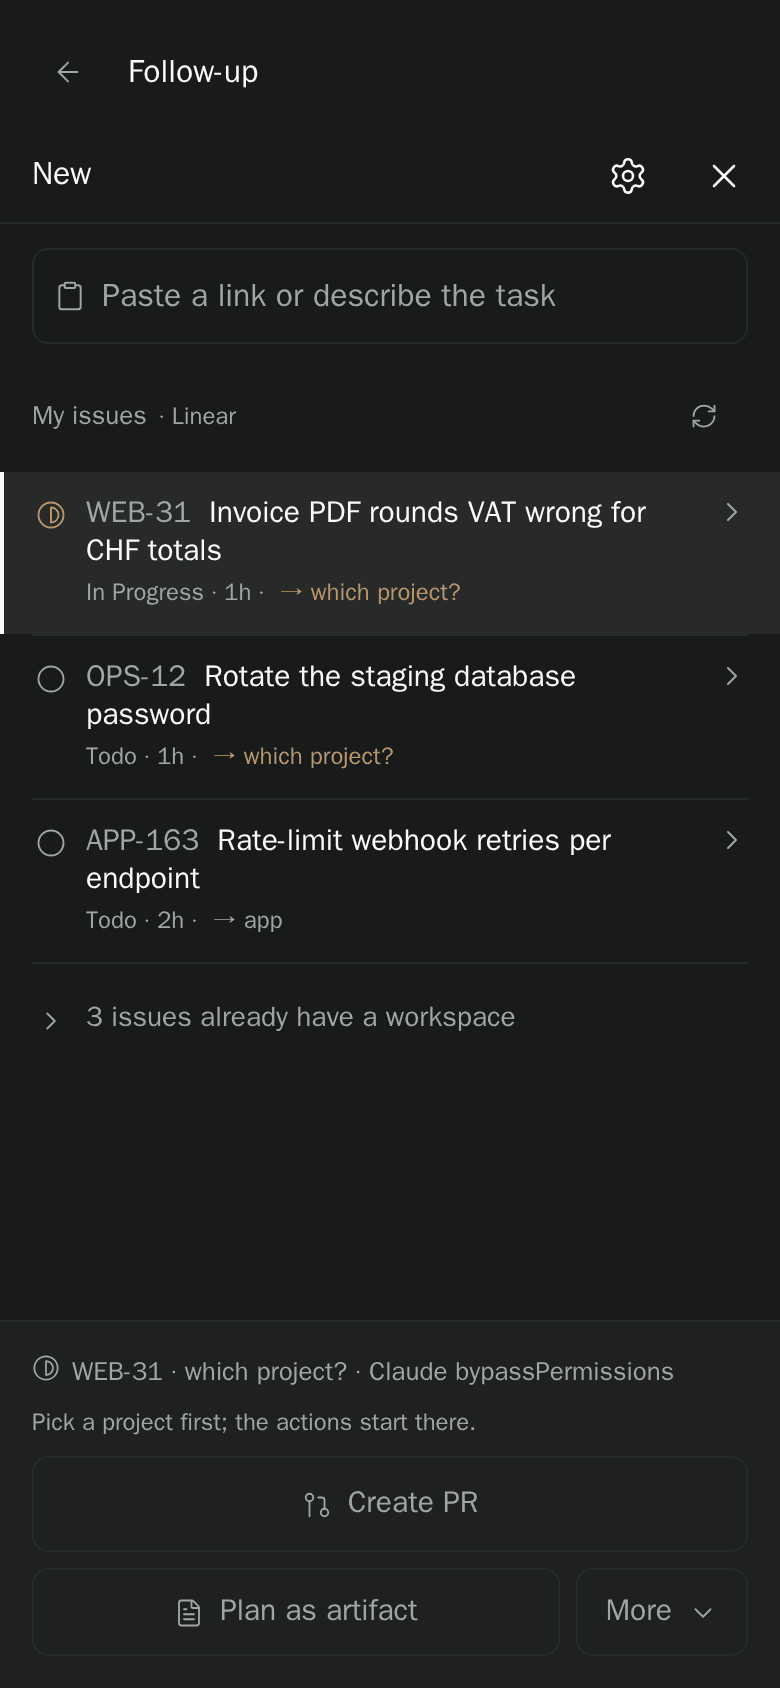 Follow-up
New
Paste a link or describe the task
My issues · Linear
WEB-31 Invoice PDF rounds VAT wrong for
CHF totals
In Progress · 1h · → which project?
OPS-12 Rotate the staging database
password
Todo · 1h · → which project?
APP-163 Rate-limit webhook retries per
endpoint
Todo · 2h · → app
3 issues already have a workspace
WEB-31 · which project? · Claude bypassPermissions
Pick a project first; the actions start there.
Create PR
Plan as artifact
More